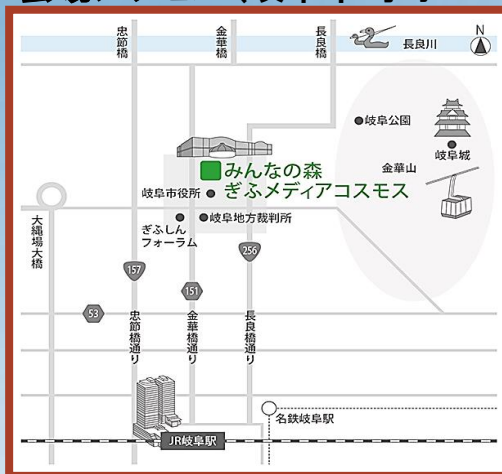 忠節橋
金華橋
長良橋
長良川
N
岐阜公園
岐阜城
金華山
みんなの森
ぎふメディアコスモス
岐阜市役所
ぎふしん
フォーラム
岐阜地方裁判所
大縄場大橋
157
256
151
53
忠節橋通り
金華橋通り
長良橋通り
名鉄岐阜駅
JR岐阜駅